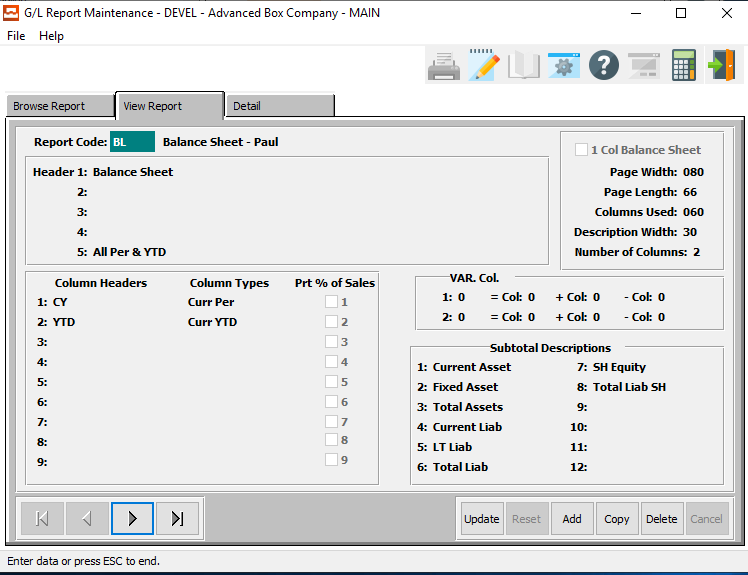 G/L Report Maintenance - DEVEL - Advanced Box Company - MAIN
File Help
Browse Report View Report Detail
Report Code: BL Balance Sheet - Paul
Header 1: Balance Sheet
2:
3:
4:
5: All Per & YTD
1 Col Balance Sheet
Page Width: 080
Page Length: 66
Columns Used: 060
Description Width: 30
Number of Columns: 2
Column Headers Column Types Prt % of Sales
1: CY Curr Per 1
2: YTD Curr YTD 2
3: 3
4: 4
5: 5
6: 6
7: 7
8: 8
9: 9
VAR. Col.
1: 0 = Col: 0 + Col: 0 - Col: 0
2: 0 = Col: 0 + Col: 0 - Col: 0
Subtotal Descriptions
1: Current Asset 7: SH Equity
2: Fixed Asset 8: Total Liab SH
3: Total Assets 9:
4: Current Liab 10:
5: LT Liab 11:
6: Total Liab 12:
Update Reset Add Copy Delete Cancel
Enter data or press ESC to end.